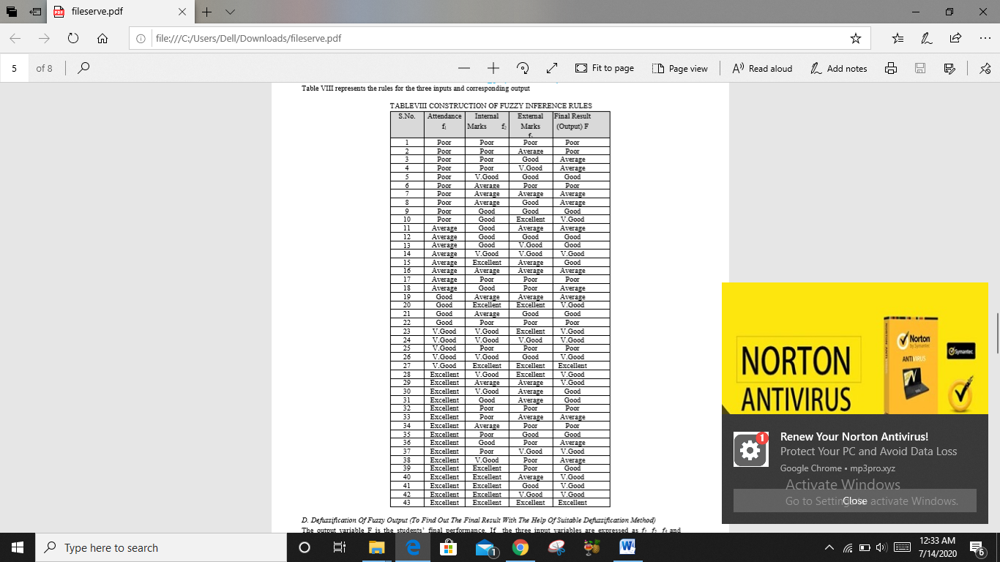 fileserve.pdf
file:///C:/Users/Dell/Downloads/fileserve.pdf
5 of 8
Fit to page
Page view
Read aloud
Add notes
Table VIII represents the rules for the three inputs and corresponding output
TABLEVIII CONSTRUCTION OF FUZZY INFERENCE RULES
S.No. Attendance f₁ Internal Marks f₂ External Marks Final Result (Output) F
1 Poor Poor Poor Poor
2 Poor Poor Average Poor
3 Poor Poor Good Average
4 Poor Poor V.Good Average
5 Poor V.Good Good Good
6 Poor Average Poor Poor
7 Poor Average Average Average
8 Poor Average Good Average
9 Poor Good Good Good
10 Poor Good Excellent V.Good
11 Average Good Average Average
12 Average Good Good Good
13 Average Good V.Good Good
14 Average V.Good V.Good V.Good
15 Average Excellent Average Good
16 Average Average Average Average
17 Average Poor Poor Poor
18 Average Good Poor Average
19 Good Average Average Average
20 Good Excellent Excellent V.Good
21 Good Average Good Good
22 Good Poor Poor Poor
23 V.Good V.Good Excellent V.Good
24 V.Good V.Good V.Good V.Good
25 V.Good Poor Poor Poor
26 V.Good V.Good Good V.Good
27 V.Good Excellent Excellent Excellent
28 Excellent V.Good Excellent V.Good
29 Excellent Average Average V.Good
30 Excellent V.Good Average Good
31 Excellent Good Average Good
32 Excellent Poor Poor Poor
33 Excellent Poor Average Average
34 Excellent Average Poor Poor
35 Excellent Poor Good Good
36 Excellent Good Poor Average
37 Excellent Poor V.Good V.Good
38 Excellent V.Good Poor Average
39 Excellent Excellent Poor Good
40 Excellent Excellent Average V.Good
41 Excellent Excellent Good V.Good
42 Excellent Excellent V.Good V.Good
43 Excellent Excellent Excellent Excellent
D. Defuzzification Of Fuzzy Output (To Find Out The Final Result With The Help Of Suitable Defuzzification Method)
The output variable F is the students' final performance. If the three input variables are expressed as f₁ f₂ f₃ and
NORTON
ANTIVIRUS
Norton
by Symantec
ANTIVIRUS
Symantec
1
Renew Your Norton Antivirus!
Protect Your PC and Avoid Data Loss
Google Chrome • mp3pro.xyz
Activate Windows
Go to Settings to activate Windows.
Close
Type here to search
1
12:33 AM
7/14/2020
6